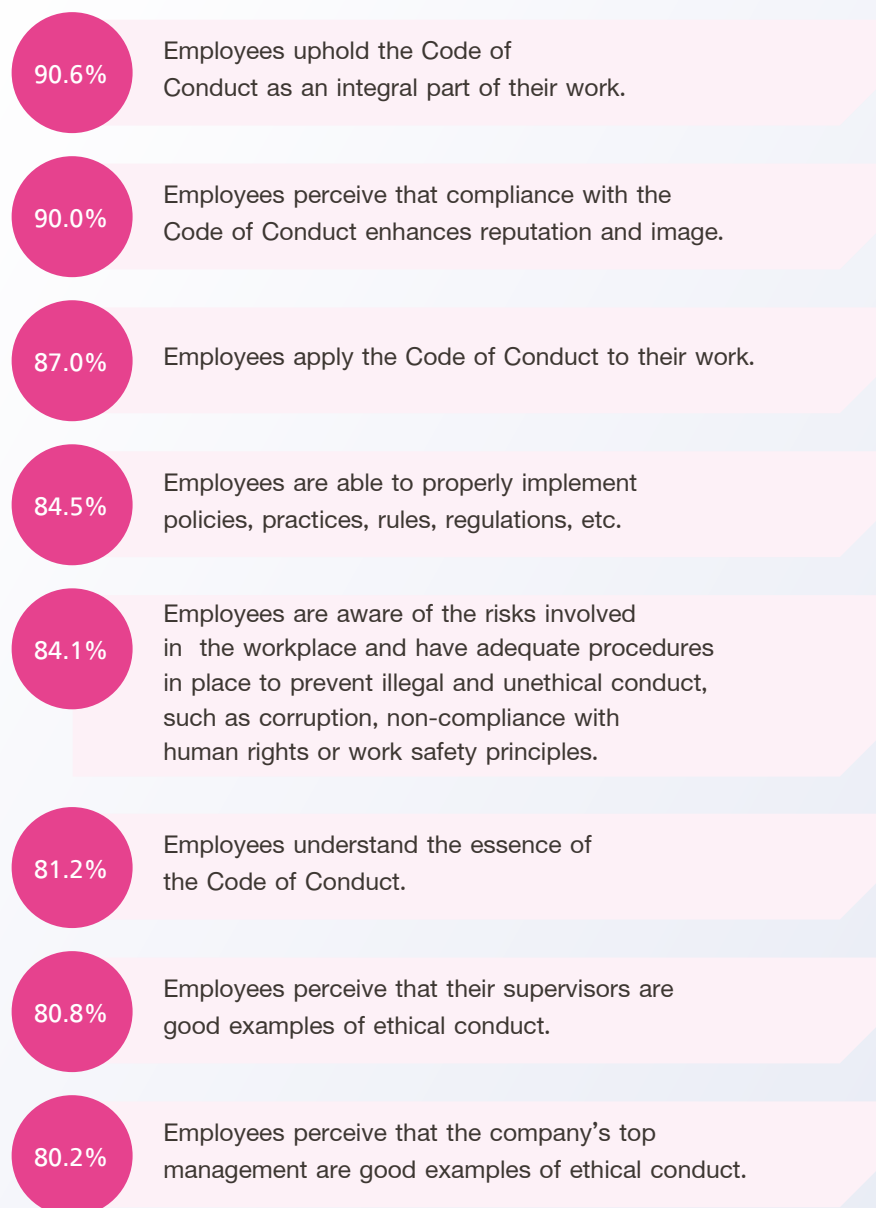 90.6%
Employees uphold the Code of
Conduct as an integral part of their work.
90.0%
Employees perceive that compliance with the
Code of Conduct enhances reputation and image.
87.0%
Employees apply the Code of Conduct to their work.
84.5%
Employees are able to properly implement
policies, practices, rules, regulations, etc.
84.1%
Employees are aware of the risks involved
in the workplace and have adequate procedures
in place to prevent illegal and unethical conduct,
such as corruption, non-compliance with
human rights or work safety principles.
81.2%
Employees understand the essence of
the Code of Conduct.
80.8%
Employees perceive that their supervisors are
good examples of ethical conduct.
80.2%
Employees perceive that the company’s top
management are good examples of ethical conduct.